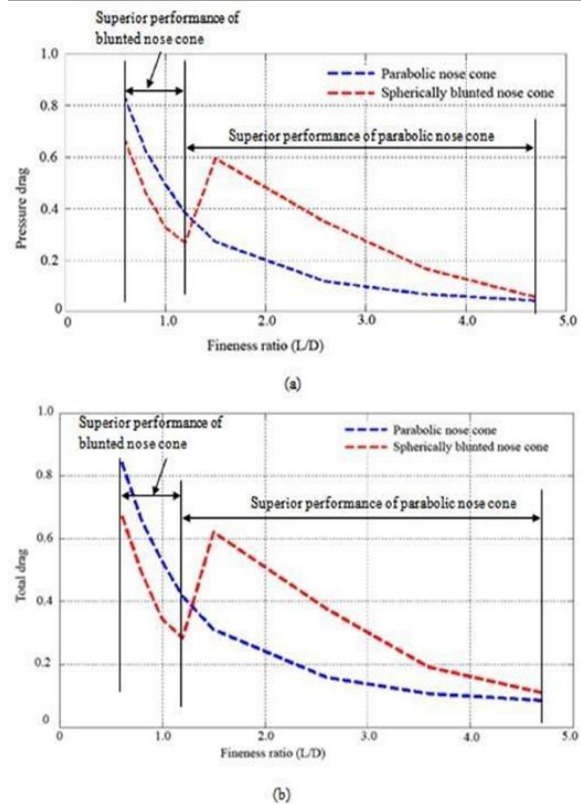 Superior performance of
blunted nose cone
1.0
Parabolic nose cone
Spherically blunted nose cone
0.8
Superior performance of parabolic nose cone
0.6
Pressure drag
0.4
0.2
0
0 1.0 2.0 3.0 4.0 5.0
Fineness ratio (L/D)
(a)
1.0
Superior performance of
blunted nose cone
Parabolic nose cone
Spherically blunted nose cone
0.8
Superior performance of parabolic nose cone
0.6
Total drag
0.4
0.2
0
0 1.0 2.0 3.0 4.0 5.0
Fineness ratio (L/D)
(b)